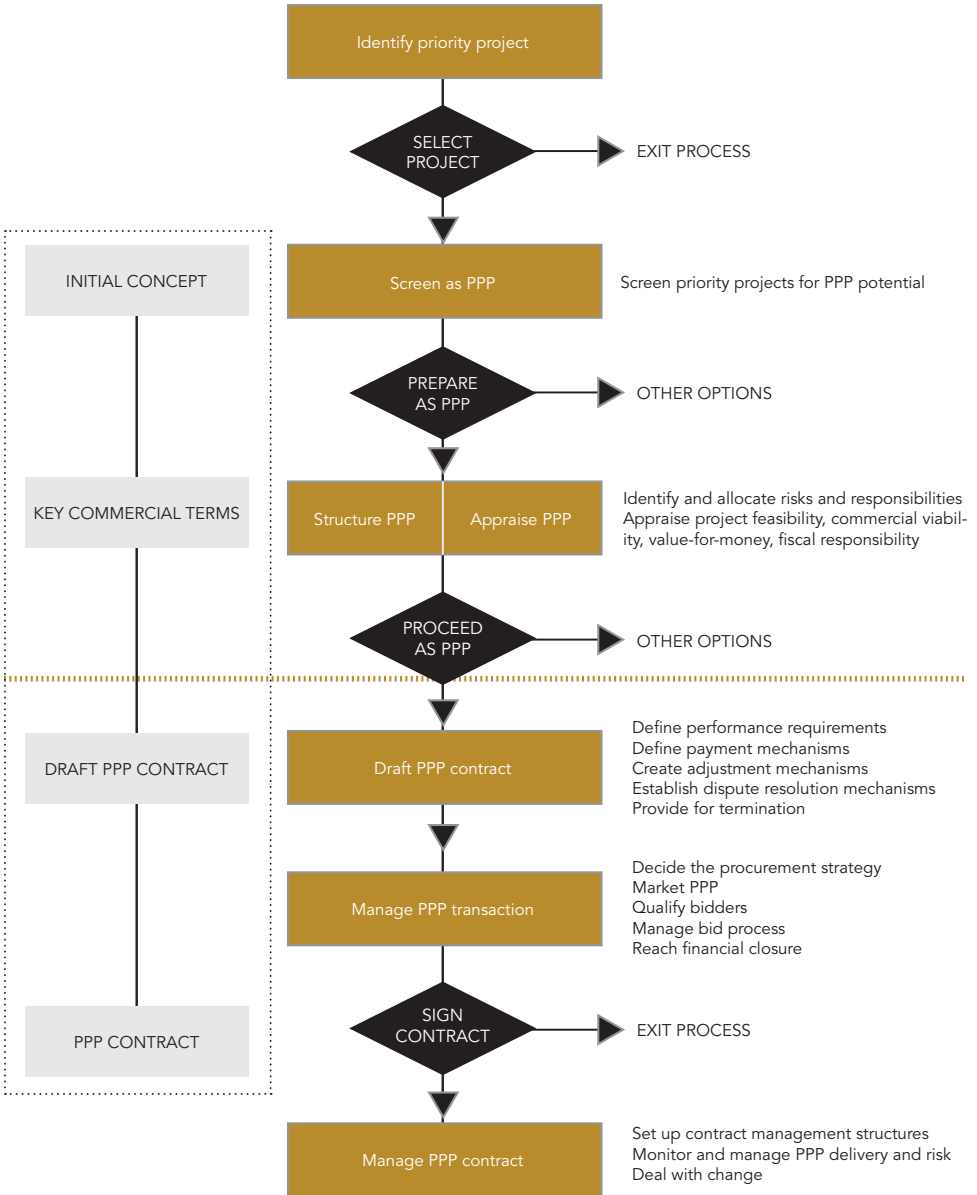 Identify priority project
SELECT
PROJECT
EXIT PROCESS
INITIAL CONCEPT
Screen as PPP
Screen priority projects for PPP potential
PREPARE
AS PPP
OTHER OPTIONS
KEY COMMERCIAL TERMS
Structure PPP
Appraise PPP
Identify and allocate risks and responsibilities
Appraise project feasibility, commercial viabil-
ity, value-for-money, fiscal responsibility
PROCEED
AS PPP
OTHER OPTIONS
DRAFT PPP CONTRACT
Draft PPP contract
Define performance requirements
Define payment mechanisms
Create adjustment mechanisms
Establish dispute resolution mechanisms
Provide for termination
Manage PPP transaction
Decide the procurement strategy
Market PPP
Qualify bidders
Manage bid process
Reach financial closure
PPP CONTRACT
SIGN
CONTRACT
EXIT PROCESS
Manage PPP contract
Set up contract management structures
Monitor and manage PPP delivery and risk
Deal with change